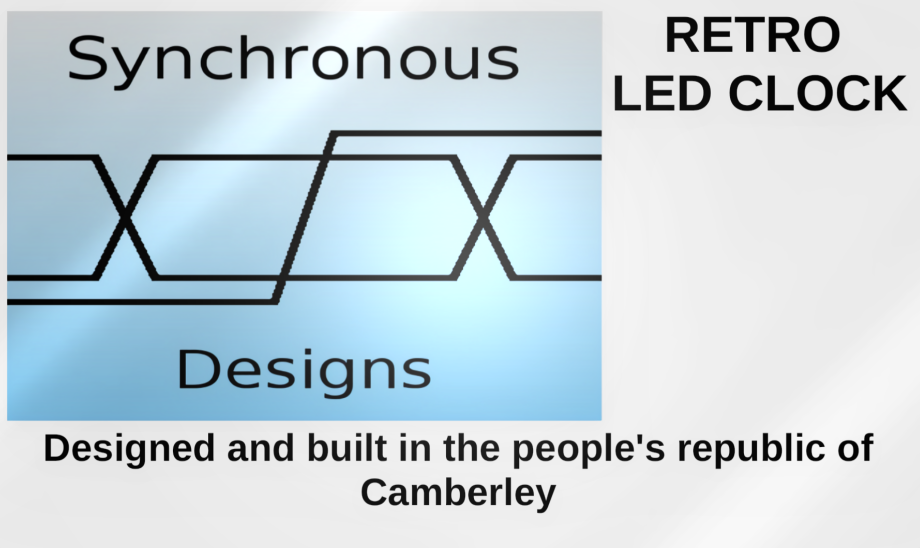 Synchronous
Designs
RETRO
LED CLOCK
Designed and built in the people's republic of
Camberley